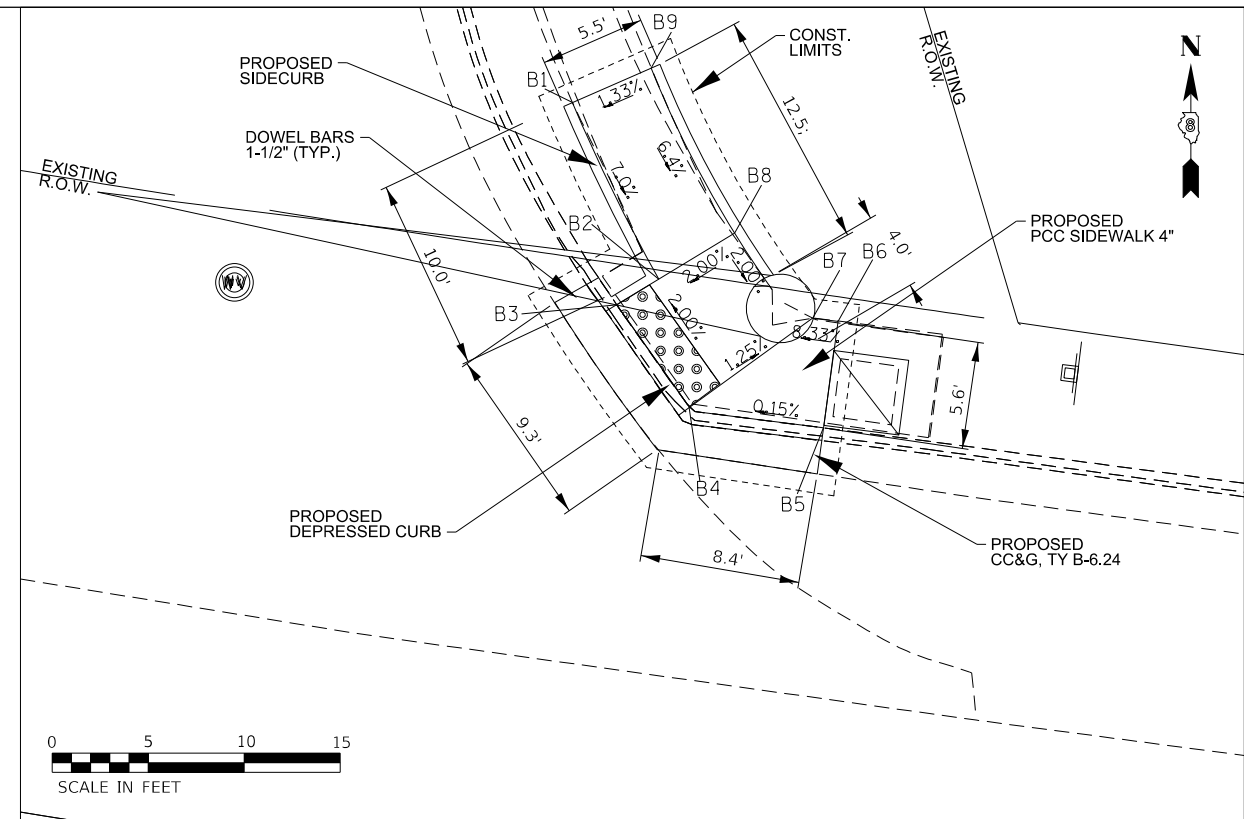 5.5'
B9
CONST.
LIMITS
EXISTING
R.O.W.
N
PROPOSED
SIDECURB
B1
1.33%
12.5;
DOWEL BARS
1-1/2" (TYP.)
6.4%
7.0%
EXISTING
R.O.W.
B8
B2
PROPOSED
PCC SIDEWALK 4"
4.0'
B6
B7
2.00%
2.00
10.0'
B3
2.00%
8.33%
1.25%
5.6'
0.15%
9.3'
B4
B5
PROPOSED
DEPRESSED CURB
PROPOSED
CC&G, TY B-6.24
8.4'
0 5 10 15
SCALE IN FEET